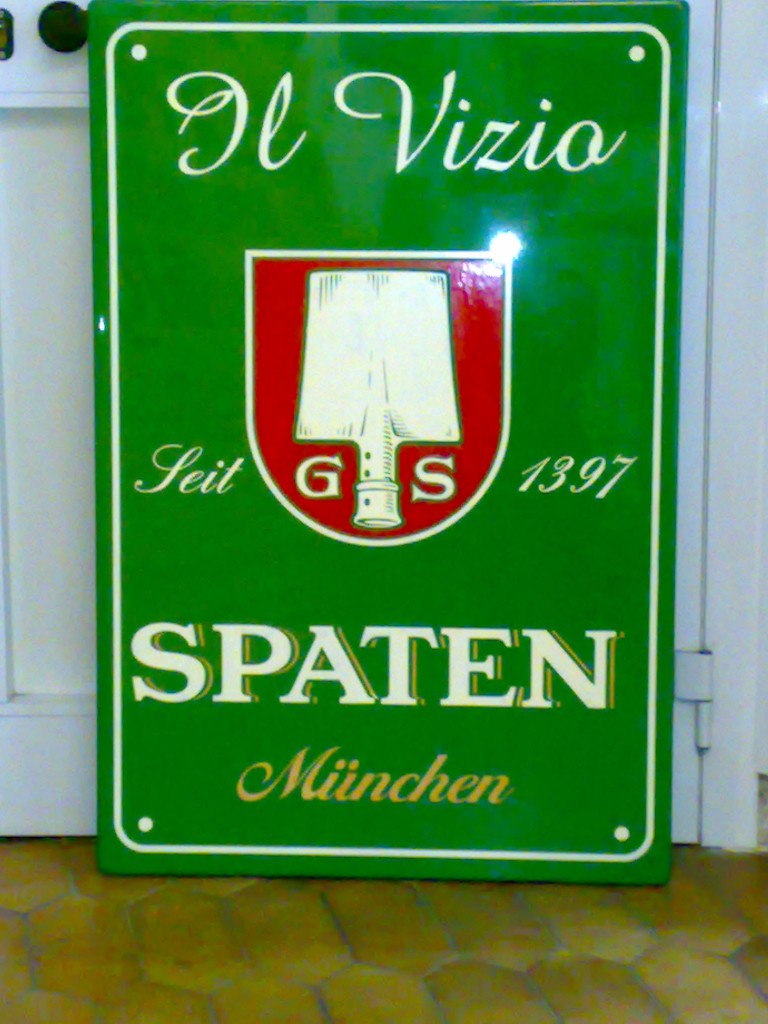 Il Vizio
G S
Seit 1397
SPATEN
München